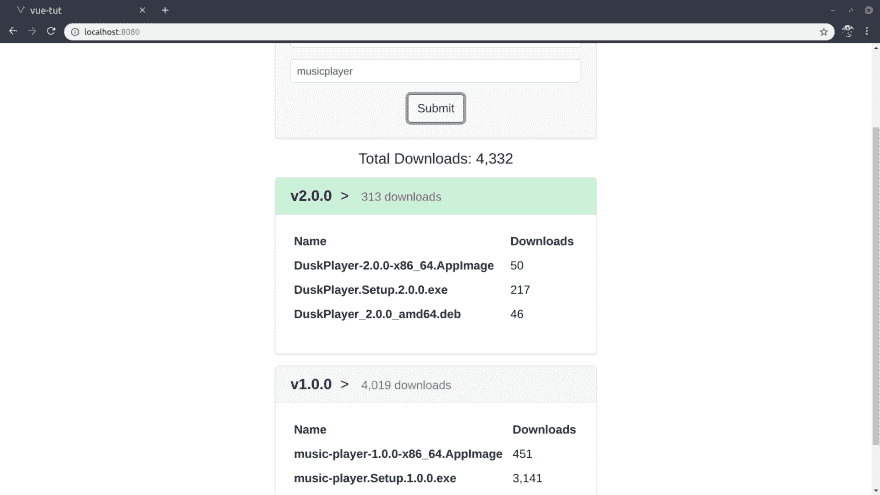 vue-tut
localhost:8080
musicplayer
Submit
Total Downloads: 4,332
v2.0.0 > 313 downloads
Name Downloads
DuskPlayer-2.0.0-x86_64.AppImage 50
DuskPlayer.Setup.2.0.0.exe 217
DuskPlayer_2.0.0_amd64.deb 46
v1.0.0 > 4,019 downloads
Name Downloads
music-player-1.0.0-x86_64.AppImage 451
music-player.Setup.1.0.0.exe 3,141